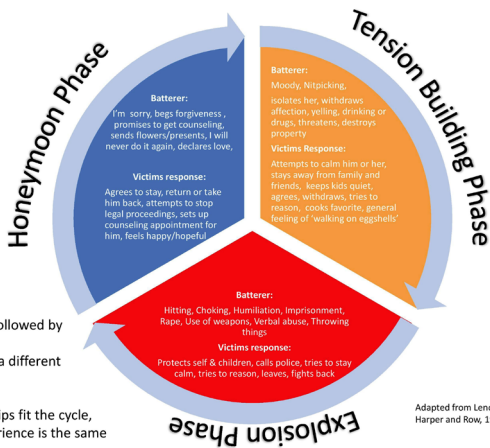 Honeymoon Phase
Batterer:
I'm sorry, begs forgiveness ,
promises to get counseling,
sends flowers/presents, I will
never do it again, declares love,
Victims response:
Agrees to stay, return or take
him back, attempts to stop
legal proceedings, sets up
counseling appointment for
him, feels happy/hopeful
Tension Building Phase
Batterer:
Moody, Nitpicking,
isolates her, withdraws
affection, yelling, drinking or
drugs, threatens, destroys
property
Victims Response:
Attempts to calm him or her,
stays away from family and
friends, keeps kids quiet,
agrees, withdraws, tries to
reason, cooks favorite, general
feeling of 'walking on eggshells'
Batterer:
Hitting, Choking, Humiliation, Imprisonment,
Rape, Use of weapons, Verbal abuse, Throwing
things
Victims response:
Protects self & children, calls police, tries to stay
calm, tries to reason, leaves, fights back
Explosion Phase
ollowed by
a different
ps fit the cycle,
rience is the same
Adapted from Leno
Harper and Row, 1